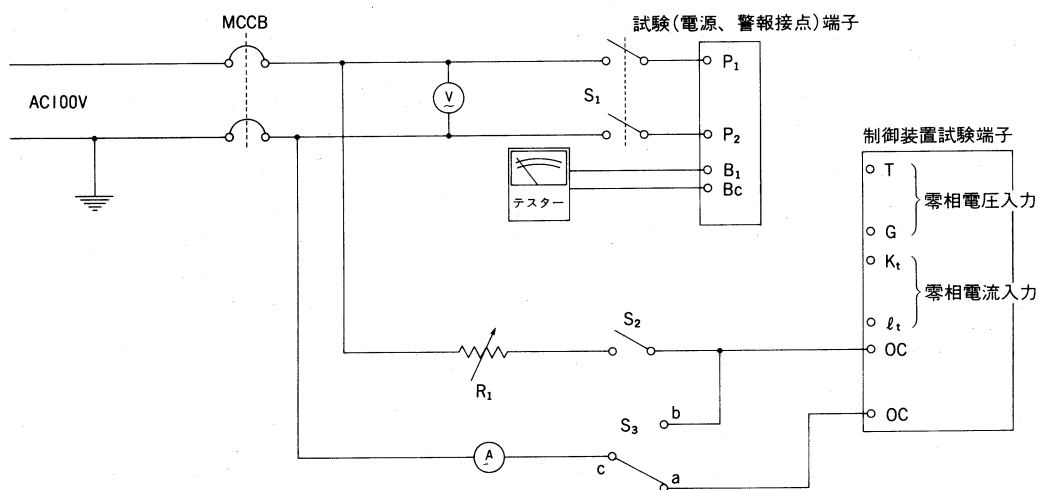 MCCB
試験(電源、警報接点)端子
P₁
AC100V
V
S₁
P₂
制御装置試験端子
B₁
Bc
テスター
T
零相電圧入力
G
Kt
零相電流入力
ℓt
S₂
OC
R₁
b
S₃
OC
A
c
a